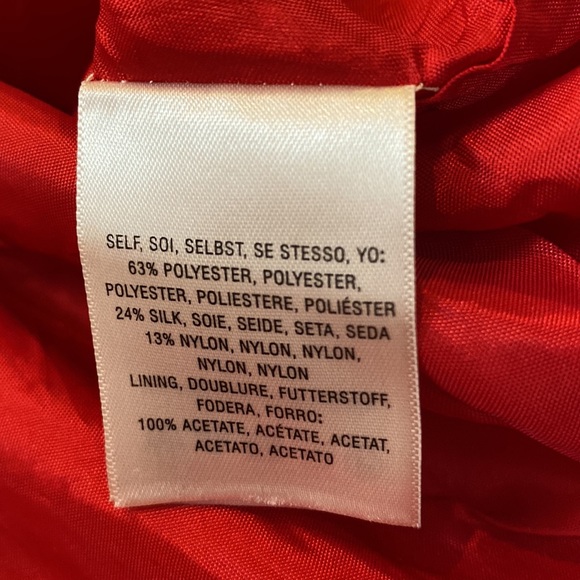 SELF, SOI, SELBST, SE STESSO, YO:
63% POLYESTER, POLYESTER,
POLYESTER, POLIESTERE, POLIÉSTER
24% SILK, SOIE, SEIDE, SETA, SEDA
13% NYLON, NYLON, NYLON,
NYLON, NYLON
LINING, DOUBLURE, FUTTERSTOFF,
FODERA, FORRO:
100% ACETATE, ACÉTATE, ACETAT,
ACETATO, ACETATO